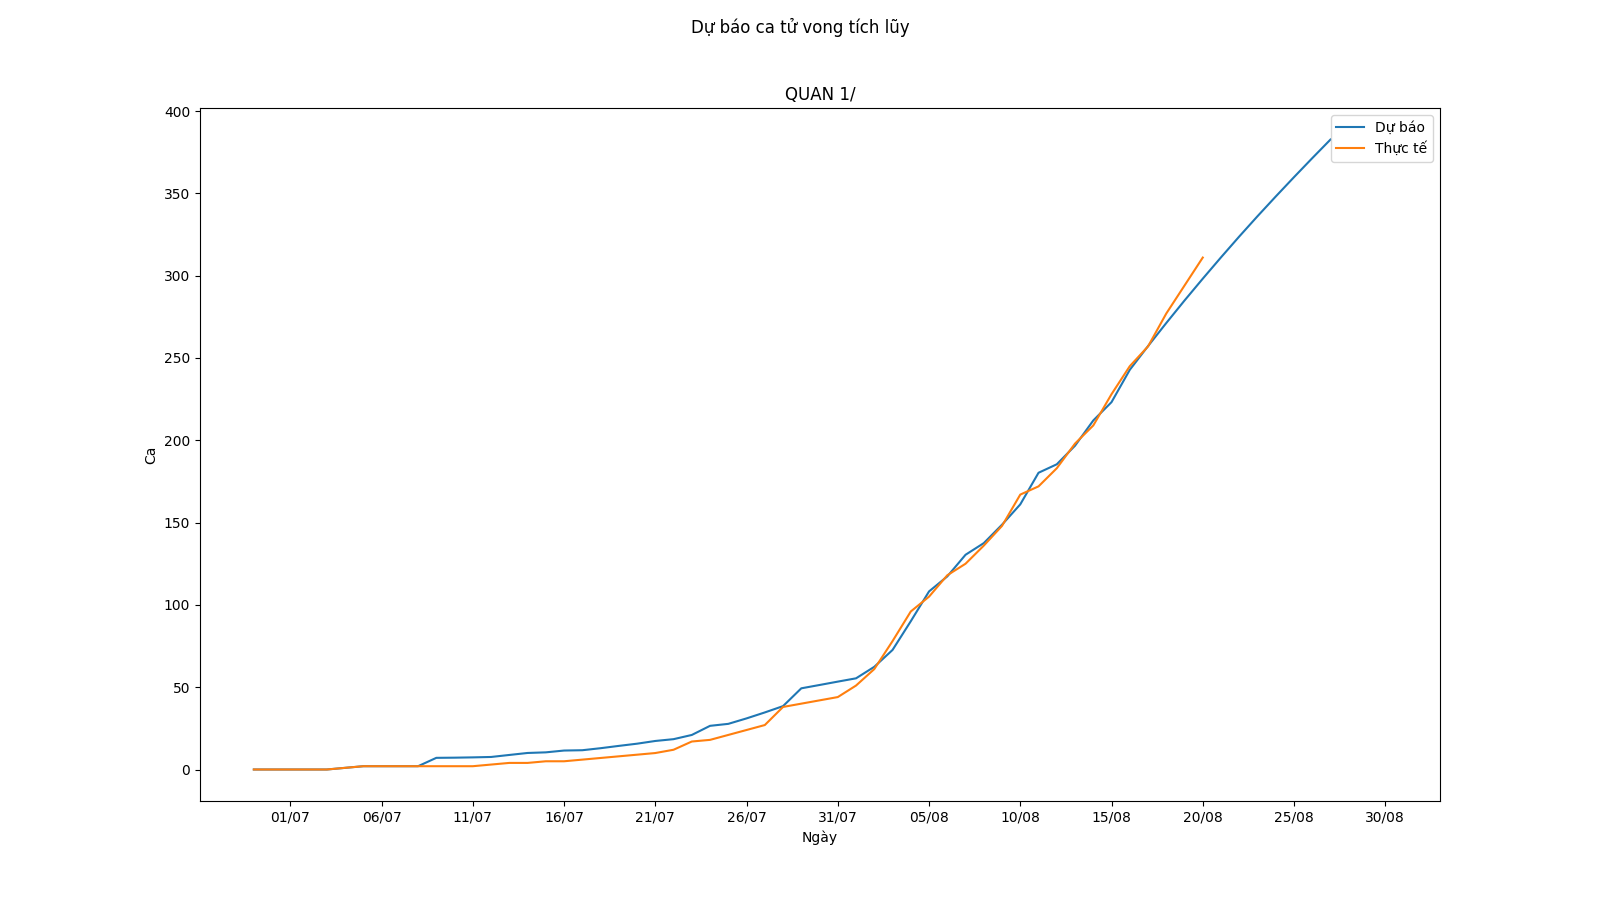 Dự báo ca tử vong tích lũy
QUAN 1/
Dự báo
Thực tế
Ca
400
350
300
250
200
150
100
50
0
01/07 06/07 11/07 16/07 21/07 26/07 31/07 05/08 10/08 15/08 20/08 25/08 30/08
Ngày